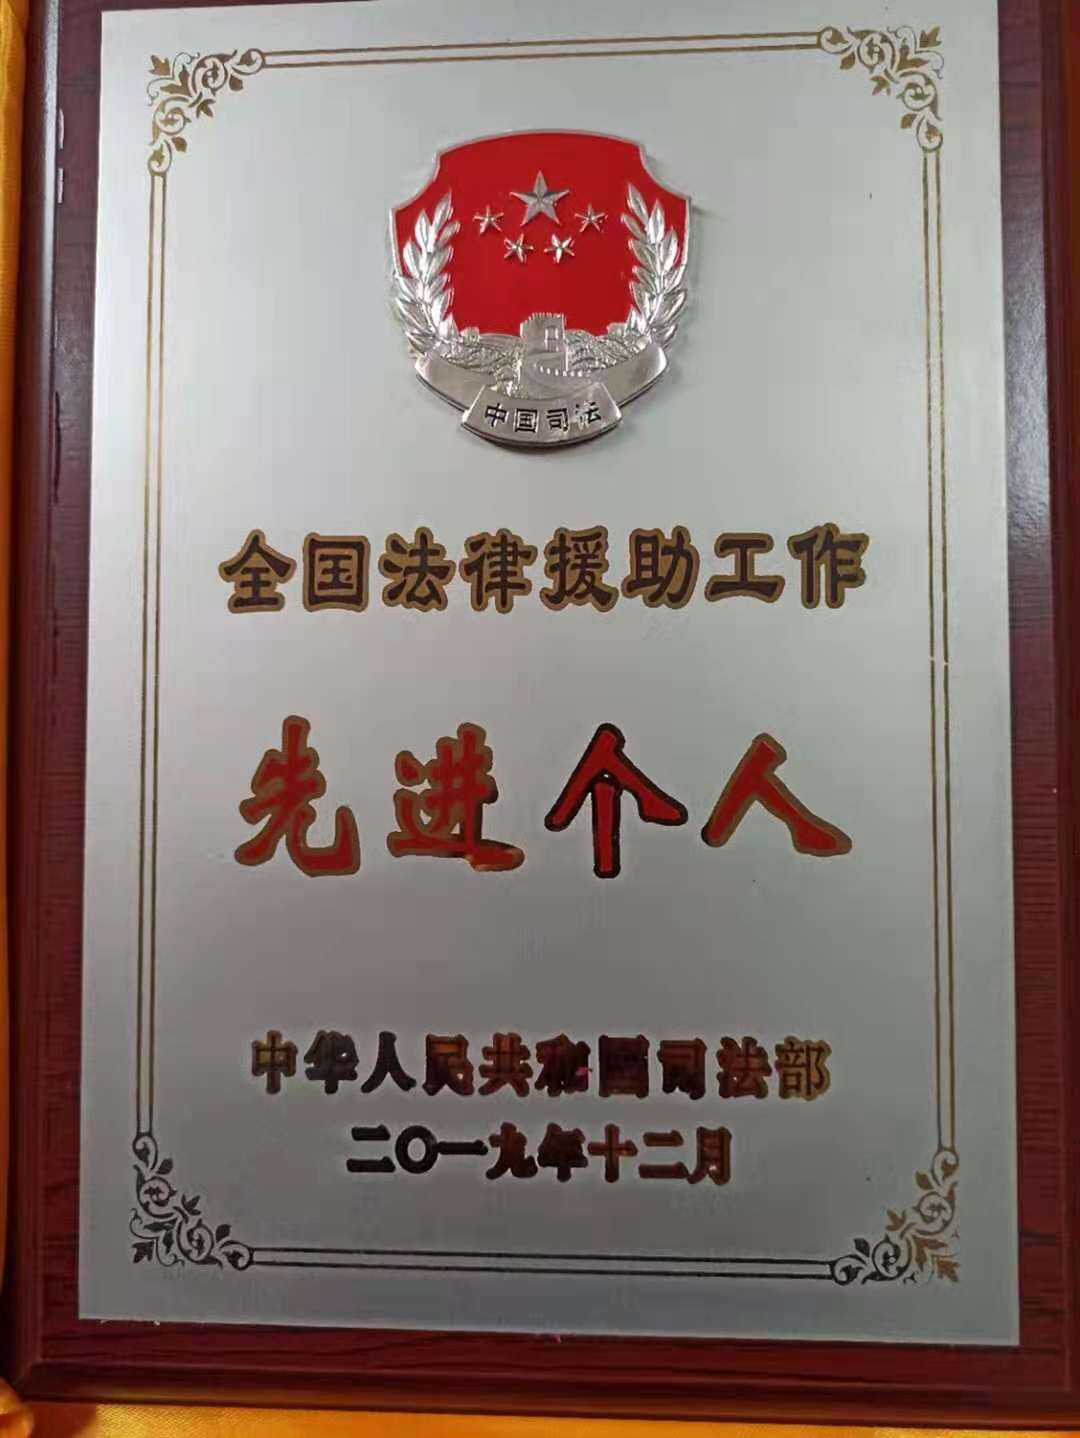 中国司法
全国法律援助工作
先进个人
中华人民共和国司法部
二〇一九年十二月